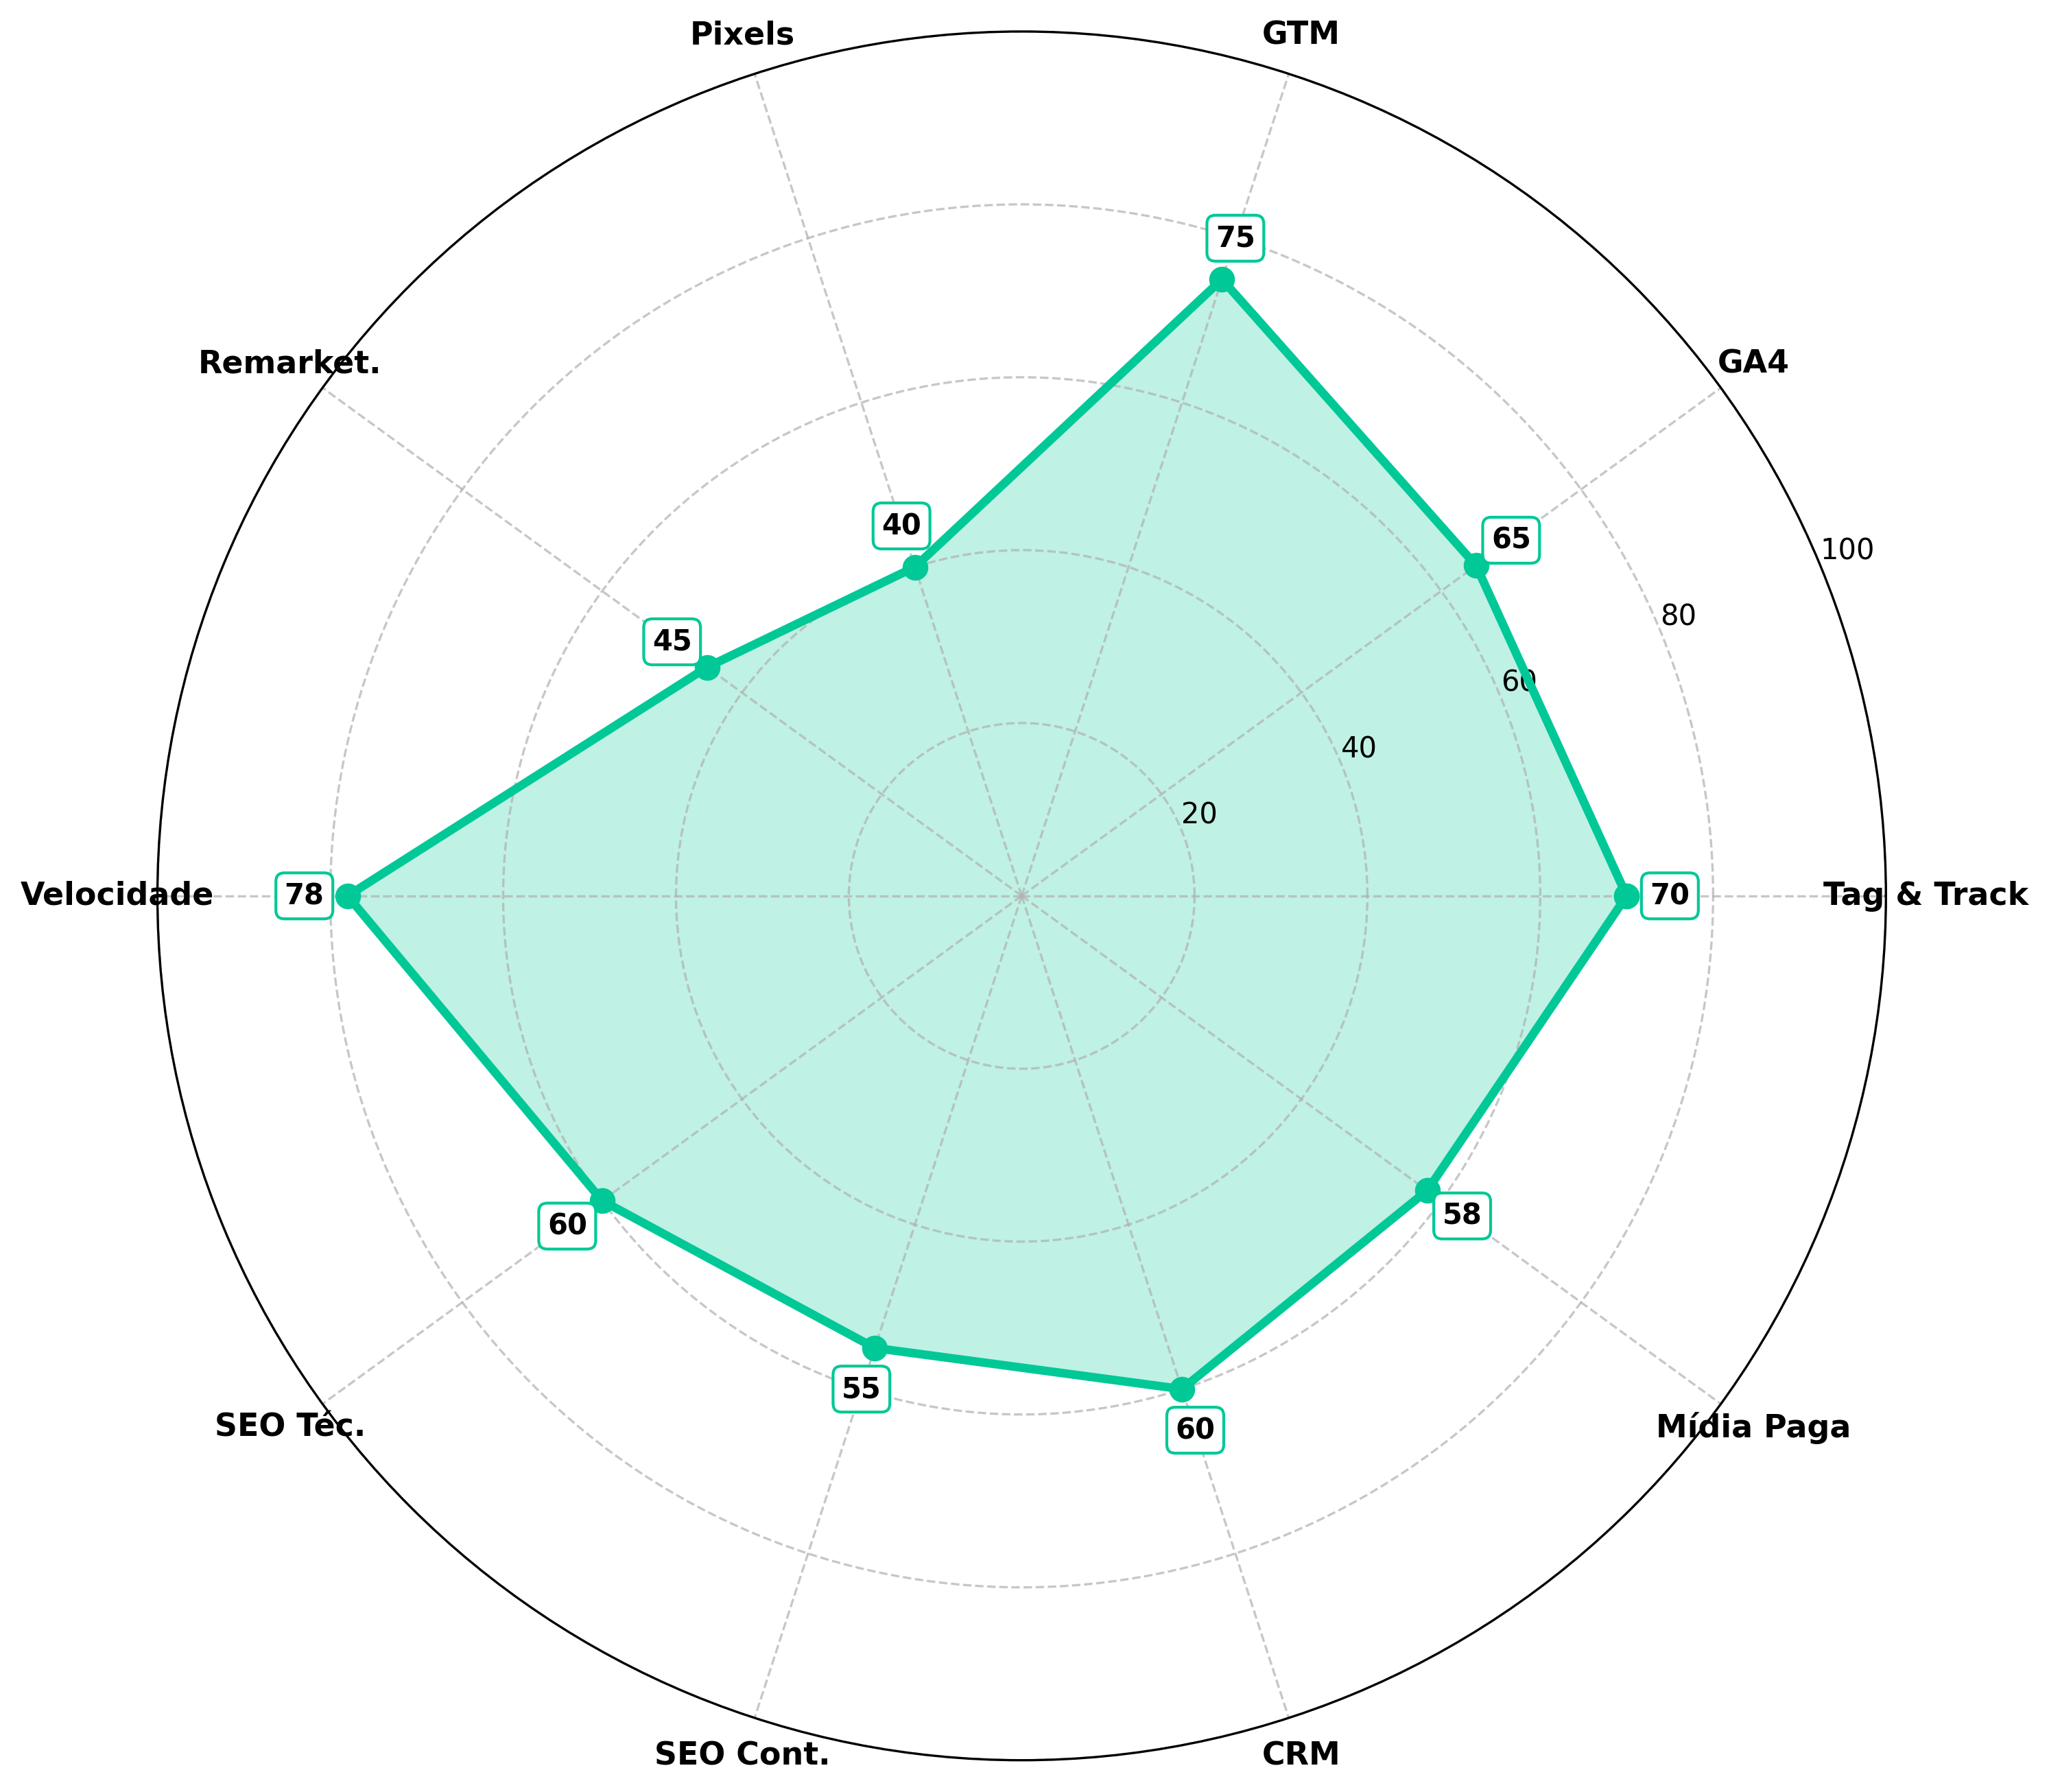 Pixels
GTM
75
Remarket.
GA4
40
65
100
80
45
60
40
20
Velocidade
78
70
Tag & Track
60
58
55
60
SEO Téc.
Mídia Paga
SEO Cont.
CRM